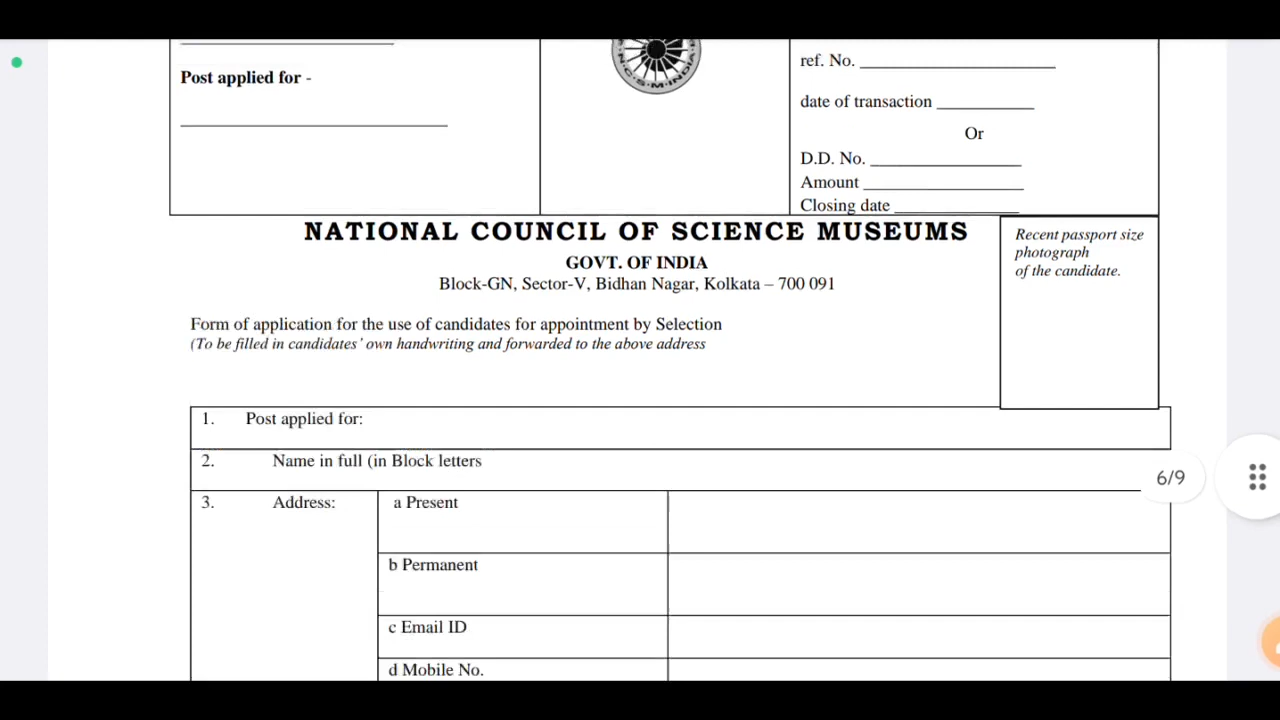 Post applied for -
N.C.S.M.INDIA
ref. No. ____________________
date of transaction __________
Or
D.D. No. ________________
Amount _________________
Closing date _____________
NATIONAL COUNCIL OF SCIENCE MUSEUMS
GOVT. OF INDIA
Block-GN, Sector-V, Bidhan Nagar, Kolkata – 700 091
Recent passport size
photograph
of the candidate.
Form of application for the use of candidates for appointment by Selection
(To be filled in candidates’ own handwriting and forwarded to the above address
1. Post applied for:
2. Name in full (in Block letters
3. Address: a Present
b Permanent
c Email ID
d Mobile No.
6/9